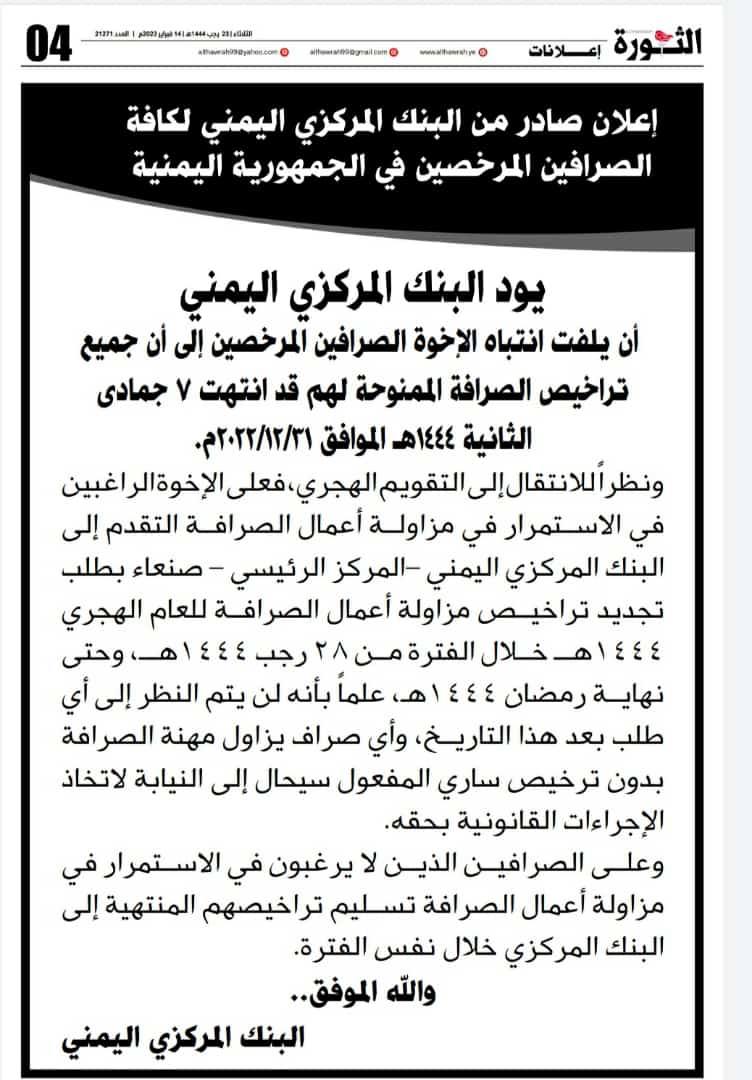 04
الثلاثاء | 23 رجب 1444هـ | 14 فبراير 2023م | العدد 21271
althawrah99@yahoo.com althawrah99@gmail.com www.althawrah.ye
إعـــلانات
الثــورة
إعلان صادر من البنك المركزي اليمني لكافة
الصرافين المرخصين في الجمهورية اليمنية
يود البنك المركزي اليمني
أن يلفت انتباه الإخوة الصرافين المرخصين إلى أن جميع
تراخيص الصرافة الممنوحة لهم قد انتهت ٧ جمادى
الثانية ١٤٤٤هـ الموافق ٢٠٢٢/١٢/٣١م.
ونظراً للانتقال إلى التقويم الهجري، فعلى الإخوة الراغبين
في الاستمرار في مزاولة أعمال الصرافة التقدم إلى
البنك المركزي اليمني –المركز الرئيسي – صنعاء بطلب
تجديد تراخيص مزاولة أعمال الصرافة للعام الهجري
١٤٤٤هـ خلال الفترة من ٢٨ رجب ١٤٤٤هـ، وحتى
نهاية رمضان ١٤٤٤هـ، علماً بأنه لن يتم النظر إلى أي
طلب بعد هذا التاريخ، وأي صراف يزاول مهنة الصرافة
بدون ترخيص ساري المفعول سيحال إلى النيابة لاتخاذ
الإجراءات القانونية بحقه.
وعلى الصرافين الذين لا يرغبون في الاستمرار في
مزاولة أعمال الصرافة تسليم تراخيصهم المنتهية إلى
البنك المركزي خلال نفس الفترة.
والله الموفق..
البنك المركزي اليمني